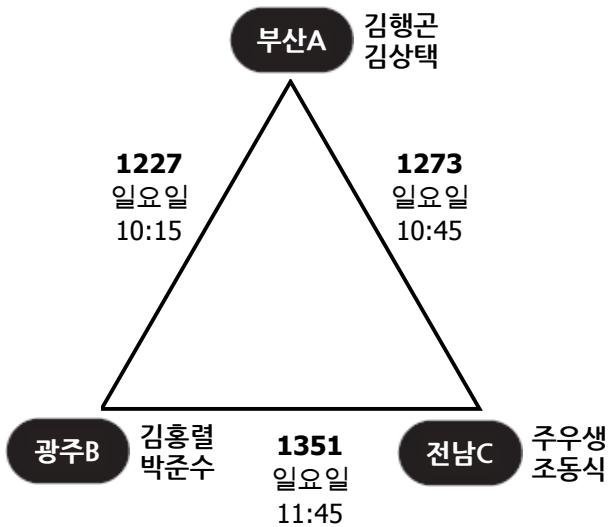 부산A
김행곤
김상택
1227
일요일
10:15
1273
일요일
10:45
광주B
김홍렬
박준수
1351
일요일
11:45
전남C
주우생
조동식